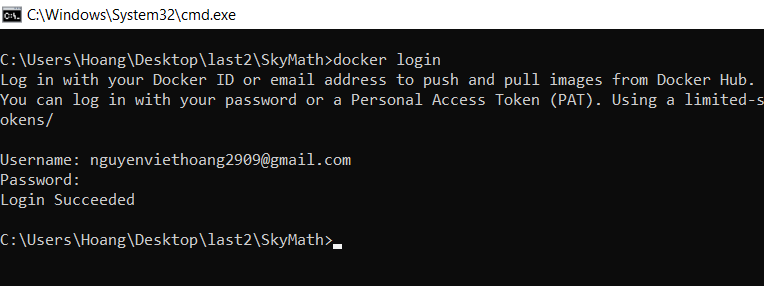 C:\Windows\System32\cmd.exe
C:\Users\Hoang\Desktop\last2\SkyMath>docker login
Log in with your Docker ID or email address to push and pull images from Docker Hub.
You can log in with your password or a Personal Access Token (PAT). Using a limited-s
okens/
Username: nguyenviethoang2909@gmail.com
Password:
Login Succeeded
C:\Users\Hoang\Desktop\last2\SkyMath>